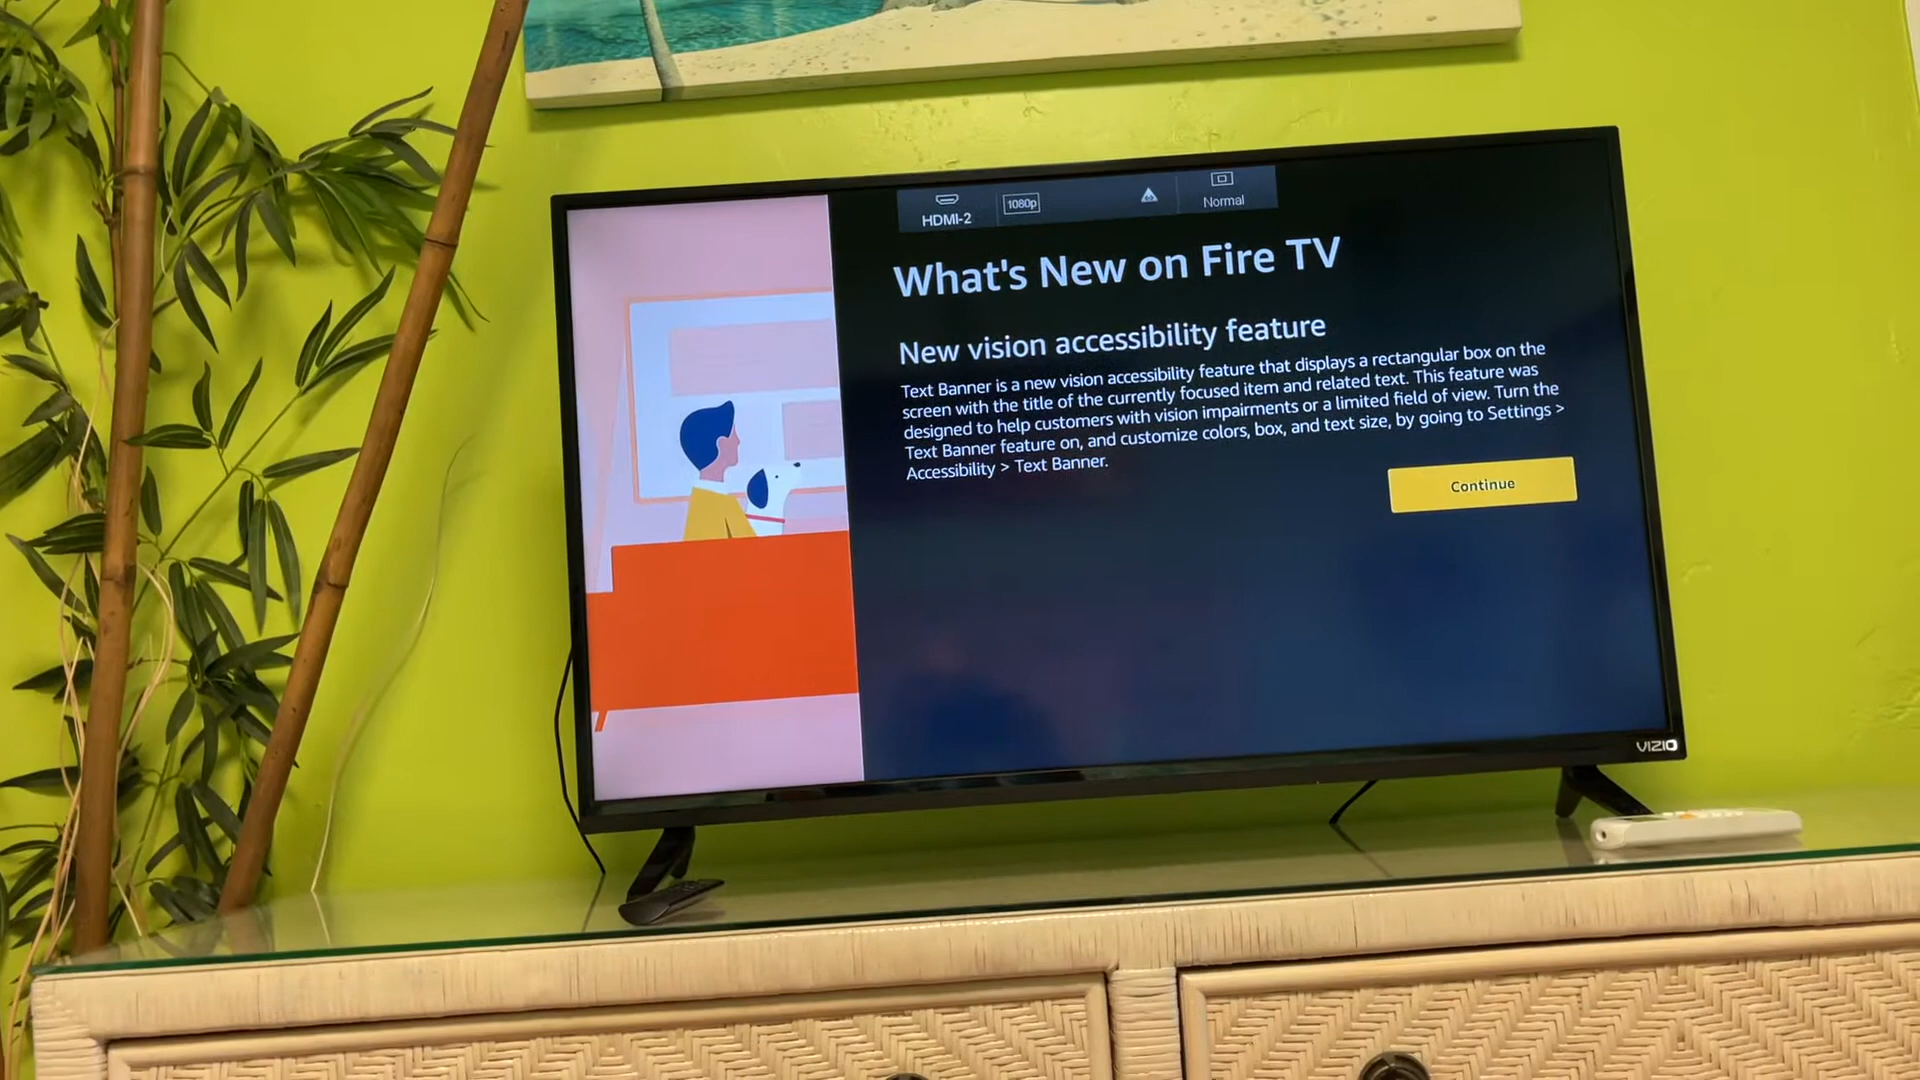 HDMI-2
1080p
Normal
What's New on Fire TV
New vision accessibility feature
Text Banner is a new vision accessibility feature that displays a rectangular box on the
screen with the title of the currently focused item and related text. This feature was
designed to help customers with vision impairments or a limited field of view. Turn the
Text Banner feature on, and customize colors, box, and text size, by going to Settings >
Accessibility > Text Banner.
Continue
VIZIO